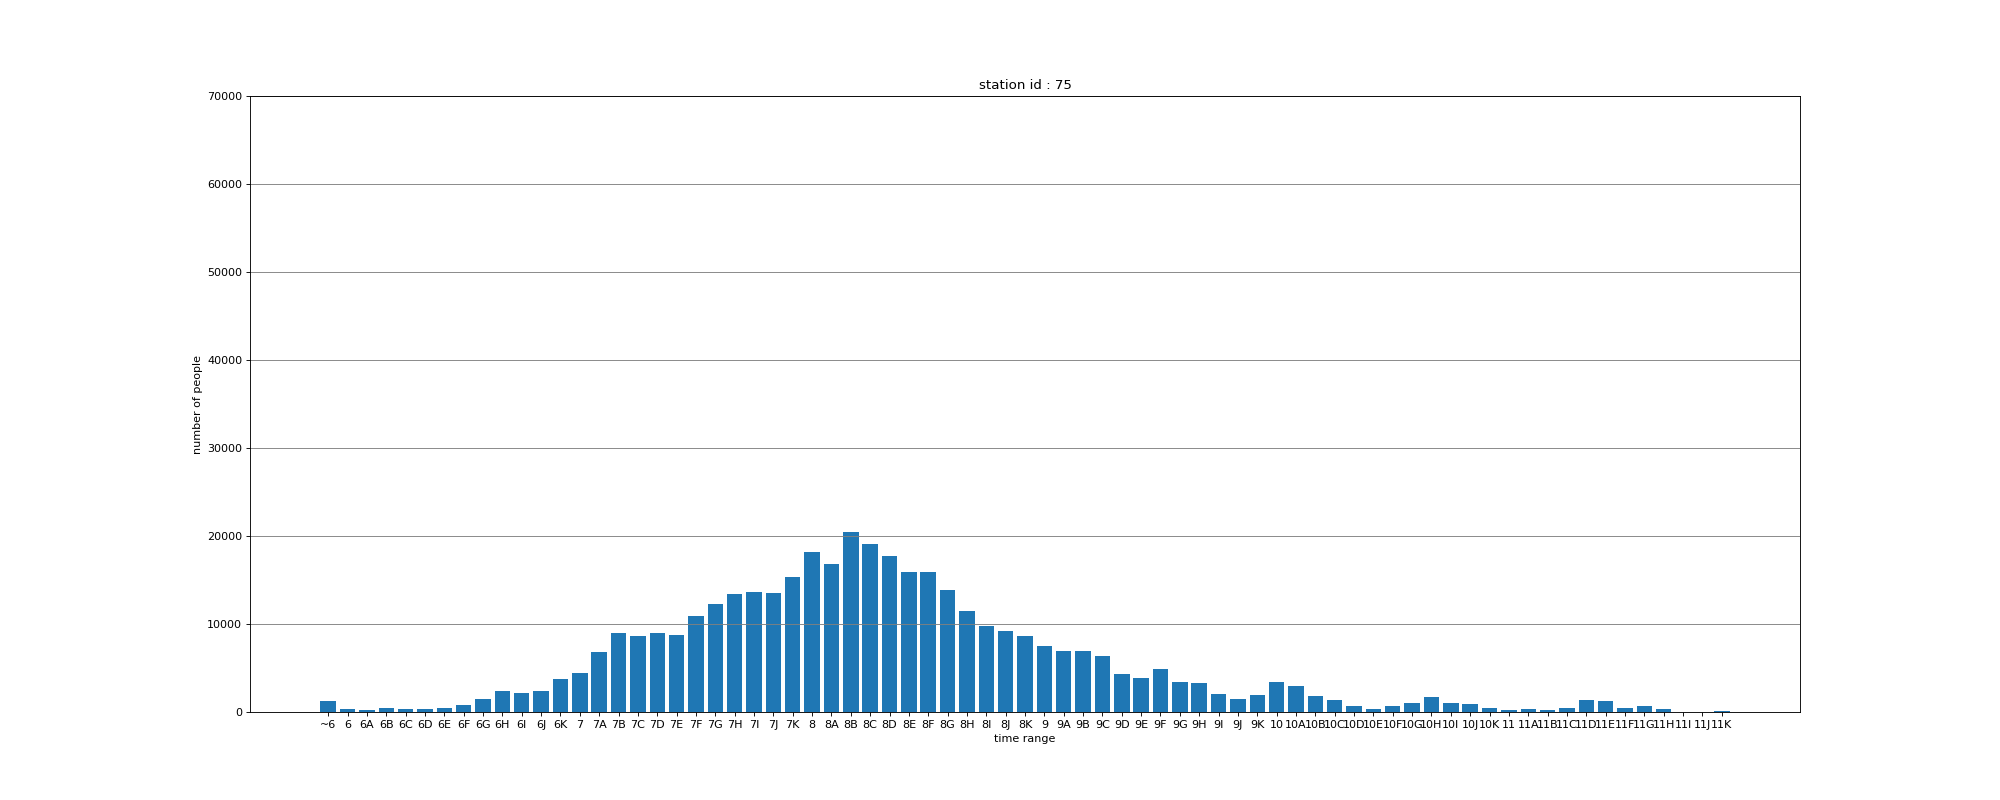 station id : 75
70000
60000
50000
40000
30000
20000
10000
0
number of people
~6 6 6A 6B 6C 6D 6E 6F 6G 6H 6I 6J 6K 7 7A 7B 7C 7D 7E 7F 7G 7H 7I 7J 7K 8 8A 8B 8C 8D 8E 8F 8G 8H 8I 8J 8K 9 9A 9B 9C 9D 9E 9F 9G 9H 9I 9J 9K 10 10A 10B 10C 10D 10E 10F 10G 10H 10I 10J 10K 11 11A 11B 11C 11D 11E 11F 11G 11H 11I 11J 11K
time range